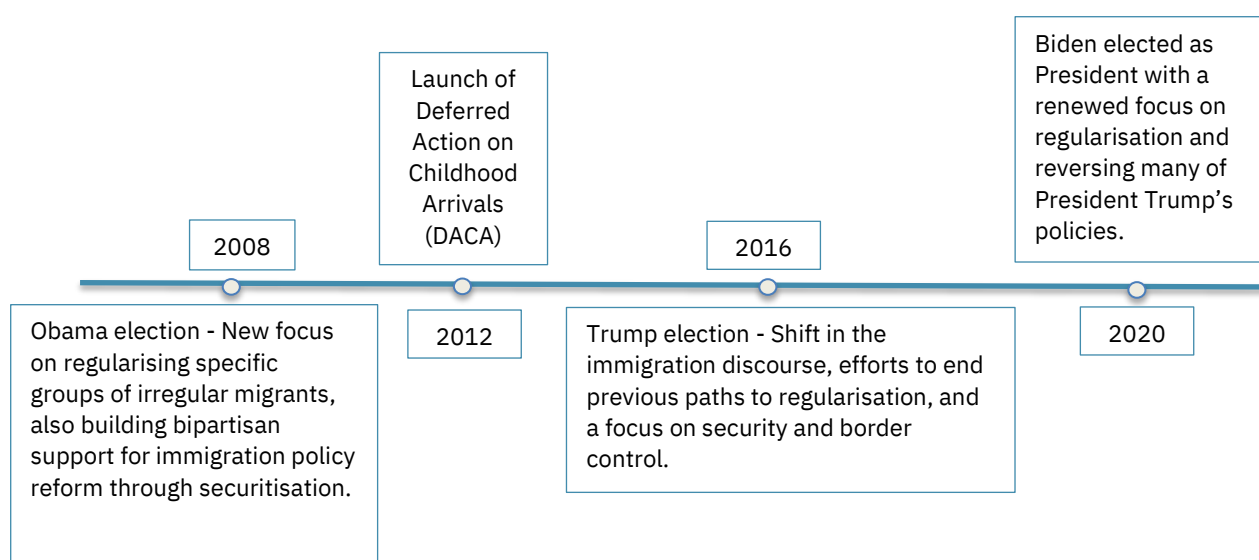 2008
Obama election - New focus
on regularising specific
groups of irregular migrants,
also building bipartisan
support for immigration policy
reform through securitisation.
Launch of
Deferred
Action on
Childhood
Arrivals
(DACA)
2012
2016
Trump election - Shift in the
immigration discourse, efforts to end
previous paths to regularisation, and
a focus on security and border
control.
Biden elected as
President with a
renewed focus on
regularisation and
reversing many of
President Trump’s
policies.
2020